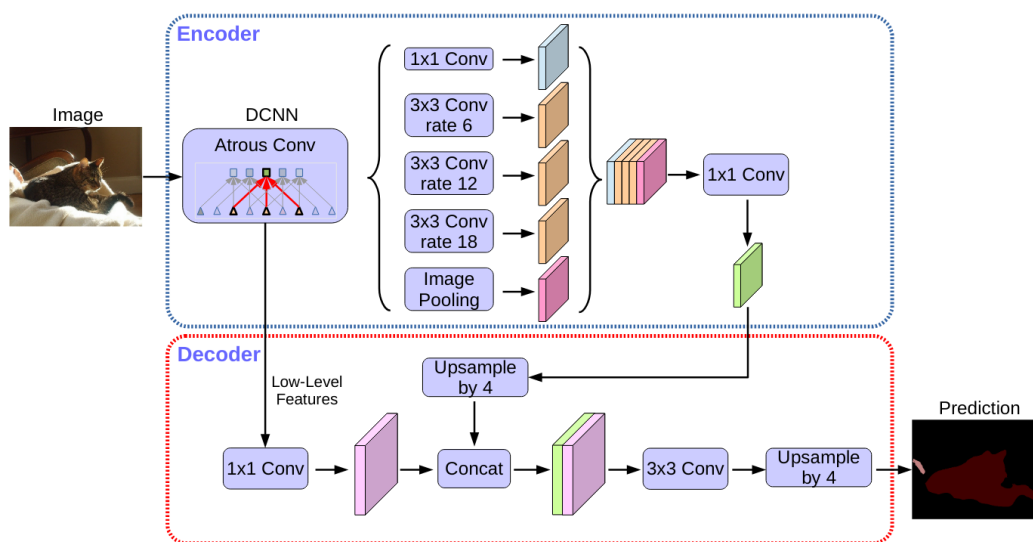 Encoder
Image
DCNN
Atrous Conv
1x1 Conv
3x3 Conv
rate 6
3x3 Conv
rate 12
3x3 Conv
rate 18
Image
Pooling
1x1 Conv
Decoder
Low-Level
Features
Upsample
by 4
1x1 Conv
Concat
3x3 Conv
Upsample
by 4
Prediction